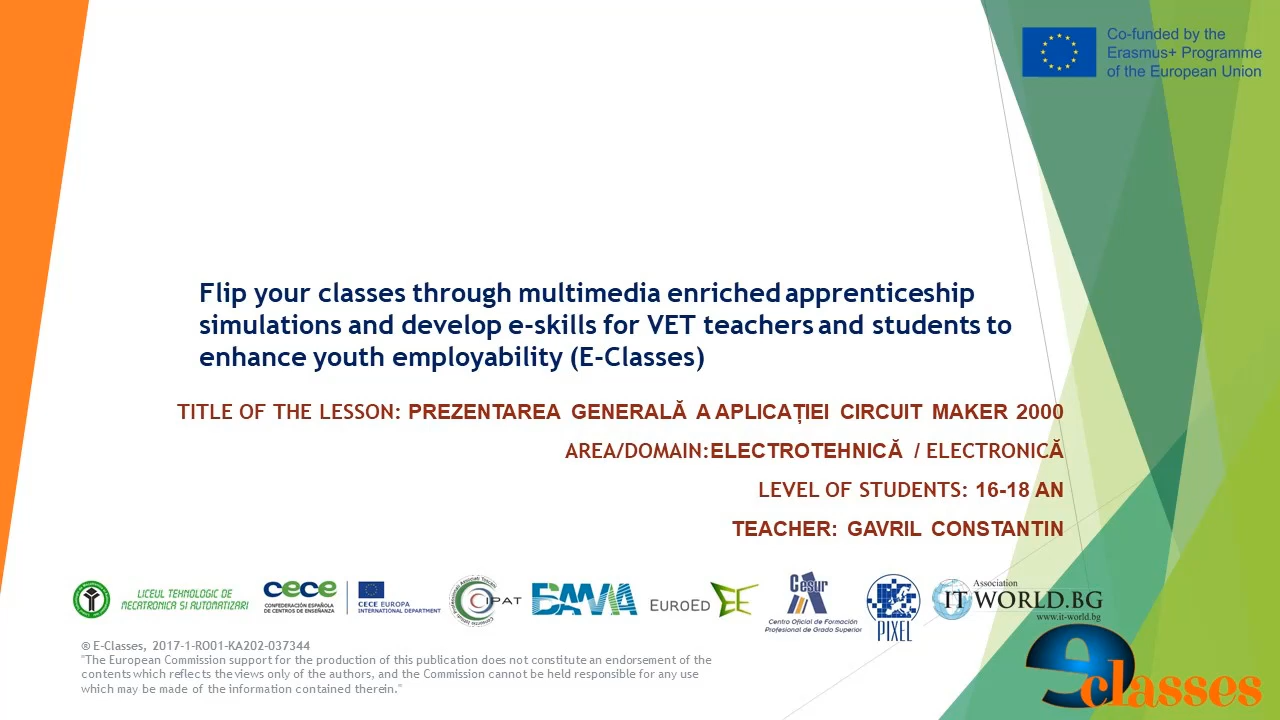 Co-funded by the
Erasmus+ Programme
of the European Union
Flip your classes through multimedia enriched apprenticeship
simulations and develop e-skills for VET teachers and students to
enhance youth employability (E-Classes)
TITLE OF THE LESSON: PREZENTAREA GENERALĂ A APLICAȚIEI CIRCUIT MAKER 2000
AREA/DOMAIN:ELECTROTEHNICĂ / ELECTRONICĂ
LEVEL OF STUDENTS: 16-18 AN
TEACHER: GAVRIL CONSTANTIN
LICEUL TEHNOLOGIC DE
MECATRONICA SI AUTOMATIZARI
cece
CONFEDERACIÓN ESPAÑOLA
DE CENTROS DE ENSEÑANZA
CECE EUROPA
INTERNATIONAL DEPARTMENT
CIPAT
EUROED
Cesur
Centro Oficial de Formación
Profesional de Grado Superior
PIXEL
Association
IT WORLD.BG
www.it-world.bg
® E-Classes, 2017-1-RO01-KA202-037344
"The European Commission support for the production of this publication does not constitute an endorsement of the
contents which reflects the views only of the authors, and the Commission cannot be held responsible for any use
which may be made of the information contained therein."
eclasses